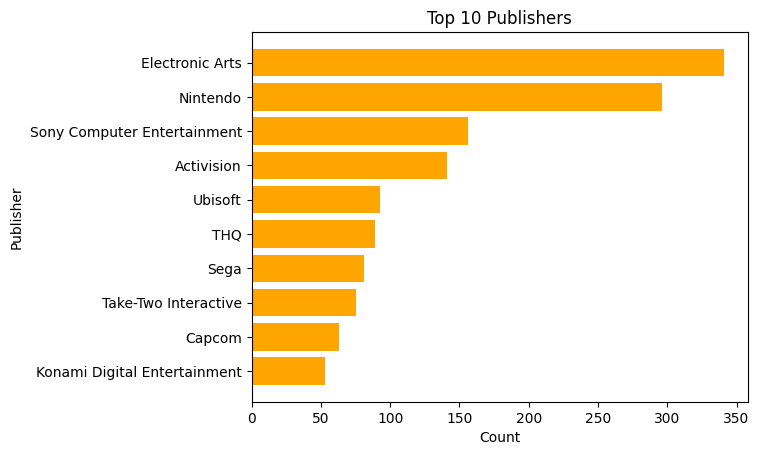 Top 10 Publishers
Publisher
Electronic Arts
Nintendo
Sony Computer Entertainment
Activision
Ubisoft
THQ
Sega
Take-Two Interactive
Capcom
Konami Digital Entertainment
0 50 100 150 200 250 300 350
Count